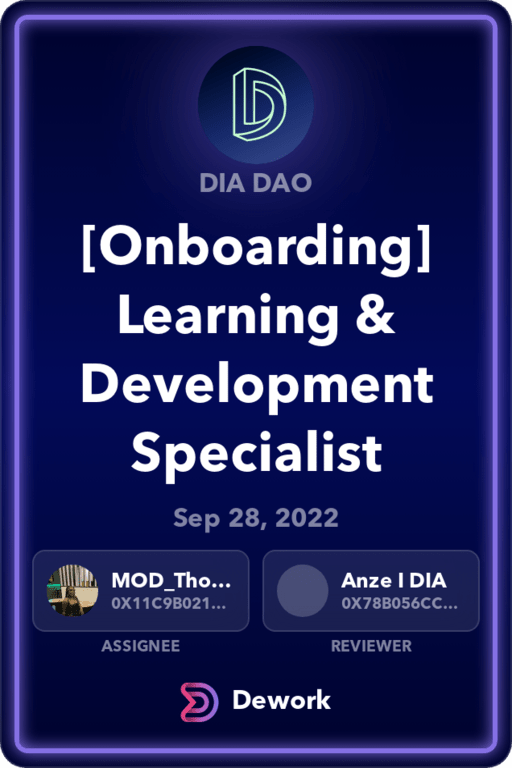 DIA DAO
[Onboarding]
Learning &
Development
Specialist
Sep 28, 2022
MOD_Tho...
0X11C9B021...
ASSIGNEE
Anze I DIA
0X78B056CC...
REVIEWER
Dework